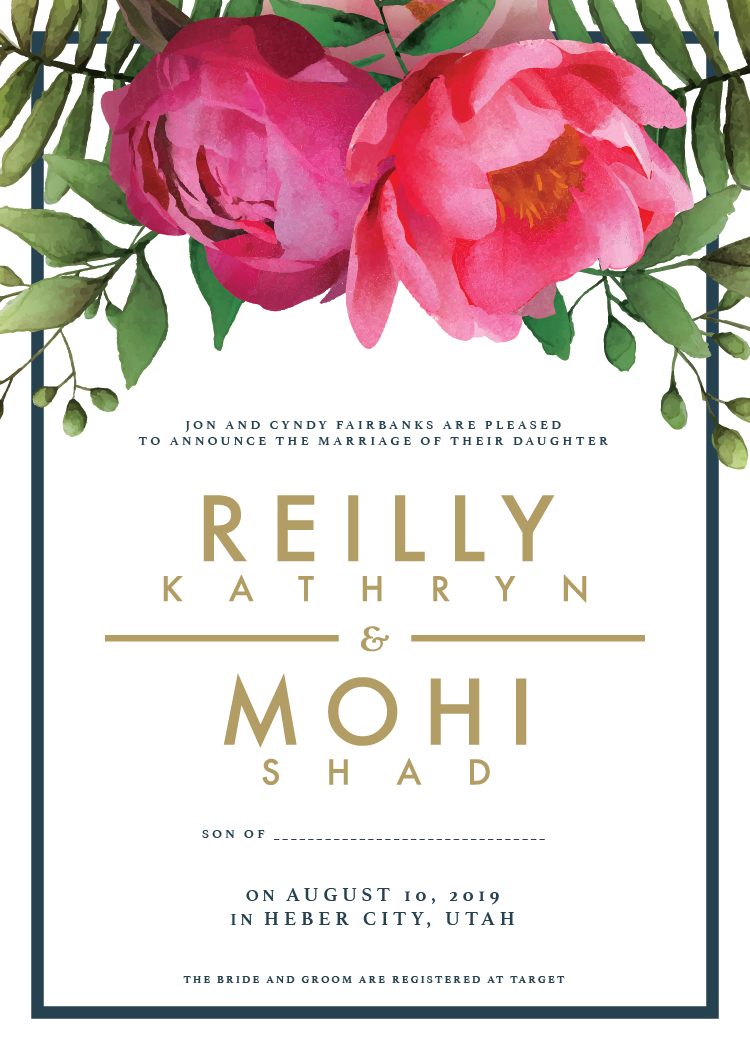 JON AND CYNDY FAIRBANKS ARE PLEASED
TO ANNOUNCE THE MARRIAGE OF THEIR DAUGHTER
REILLY
KATHRYN
&
MOHI
SHAD
SON OF ________________________________
ON AUGUST 10, 2019
IN HEBER CITY, UTAH
THE BRIDE AND GROOM ARE REGISTERED AT TARGET